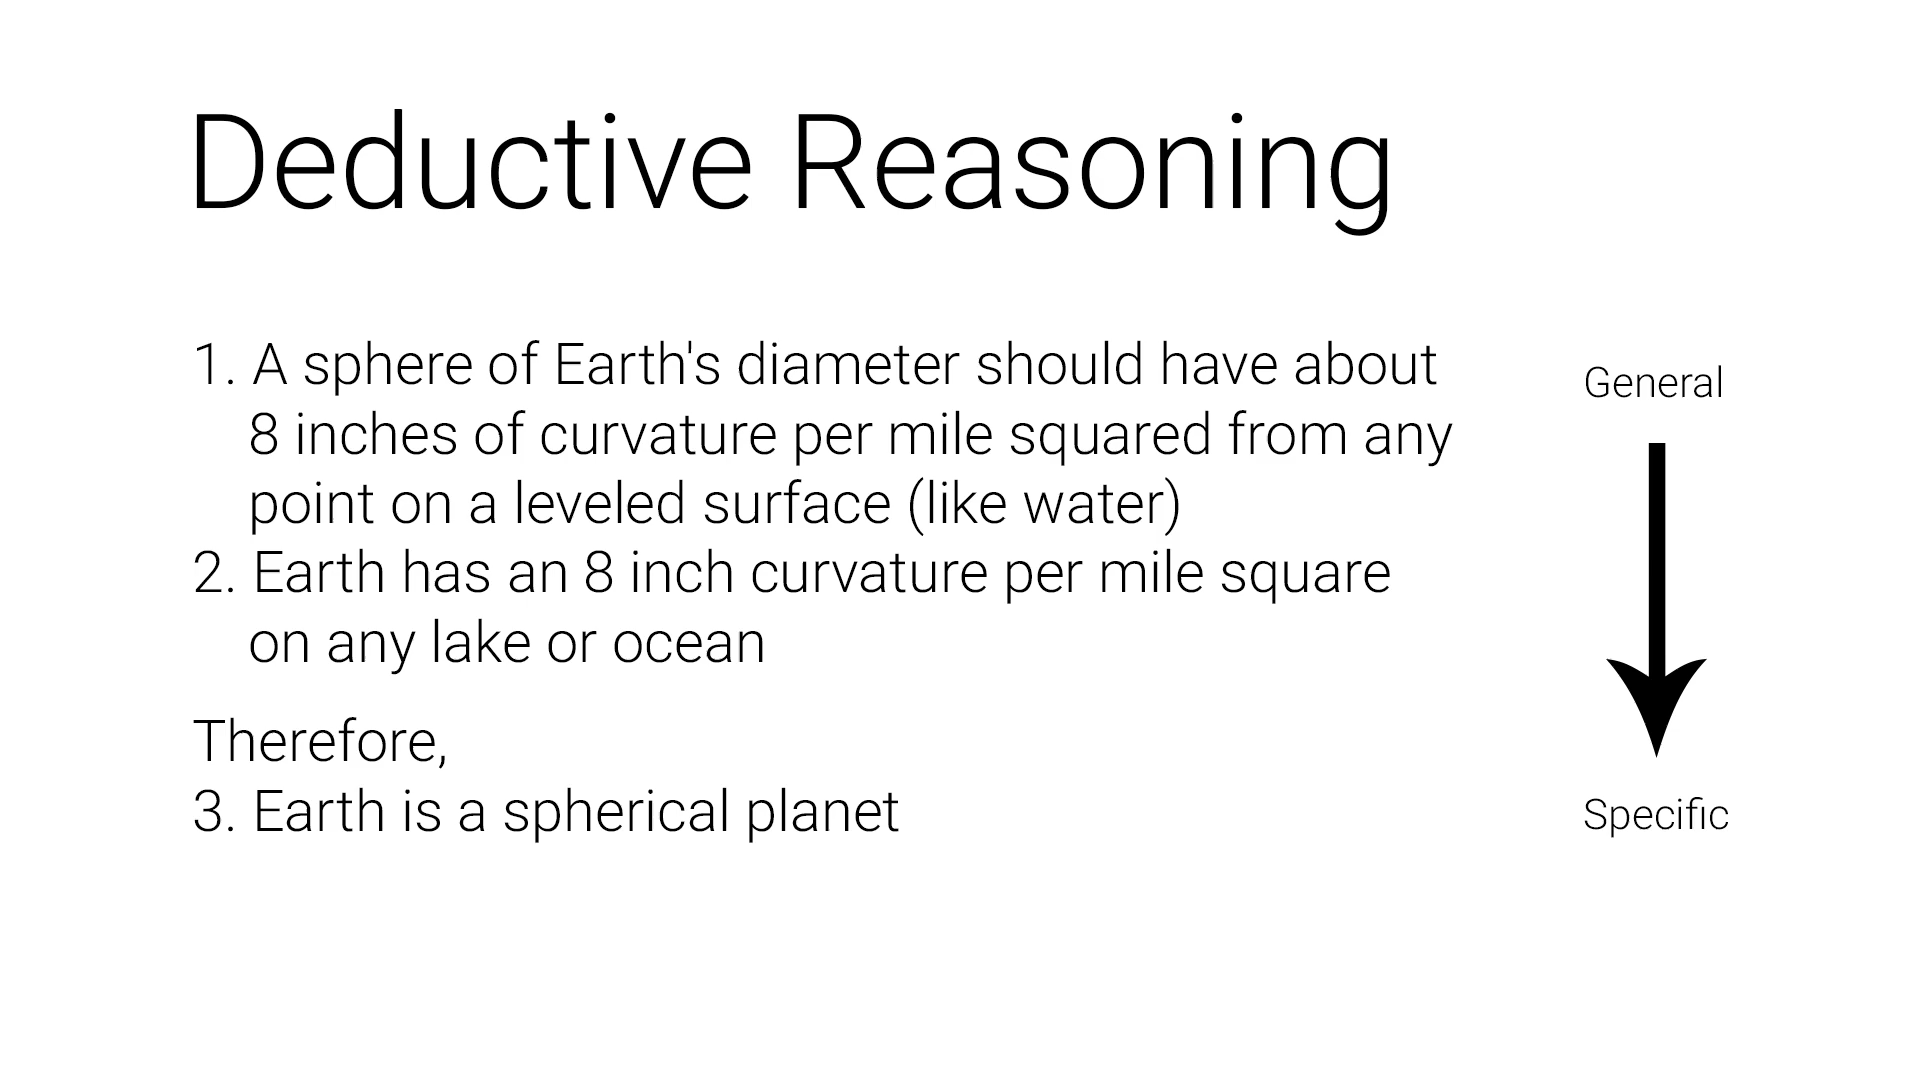 Deductive Reasoning
1. A sphere of Earth's diameter should have about
8 inches of curvature per mile squared from any
point on a leveled surface (like water)
2. Earth has an 8 inch curvature per mile square
on any lake or ocean
Therefore,
3. Earth is a spherical planet
General
Specific